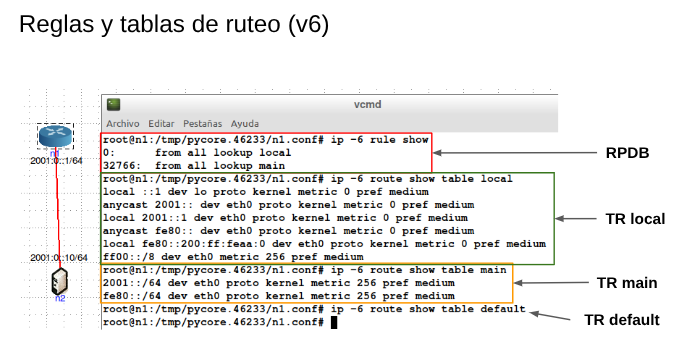 Reglas y tablas de ruteo (v6)
vcmd
Archivo Editar Pestañas Ayuda
root@n1:/tmp/pycore.46233/n1.conf# ip -6 rule show
0: from all lookup local
32766: from all lookup main
RPDB
root@n1:/tmp/pycore.46233/n1.conf# ip -6 route show table local
local ::1 dev lo proto kernel metric 0 pref medium
anycast 2001:: dev eth0 proto kernel metric 0 pref medium
local 2001::1 dev eth0 proto kernel metric 0 pref medium
anycast fe80:: dev eth0 proto kernel metric 0 pref medium
local fe80::200:ff:feaa:0 dev eth0 proto kernel metric 0 pref medium
ff00::/8 dev eth0 metric 256 pref medium
TR local
root@n1:/tmp/pycore.46233/n1.conf# ip -6 route show table main
2001::/64 dev eth0 proto kernel metric 256 pref medium
fe80::/64 dev eth0 proto kernel metric 256 pref medium
TR main
root@n1:/tmp/pycore.46233/n1.conf# ip -6 route show table default
root@n1:/tmp/pycore.46233/n1.conf#
TR default
n1
2001:0::1/64
2001:0::10/64
n2